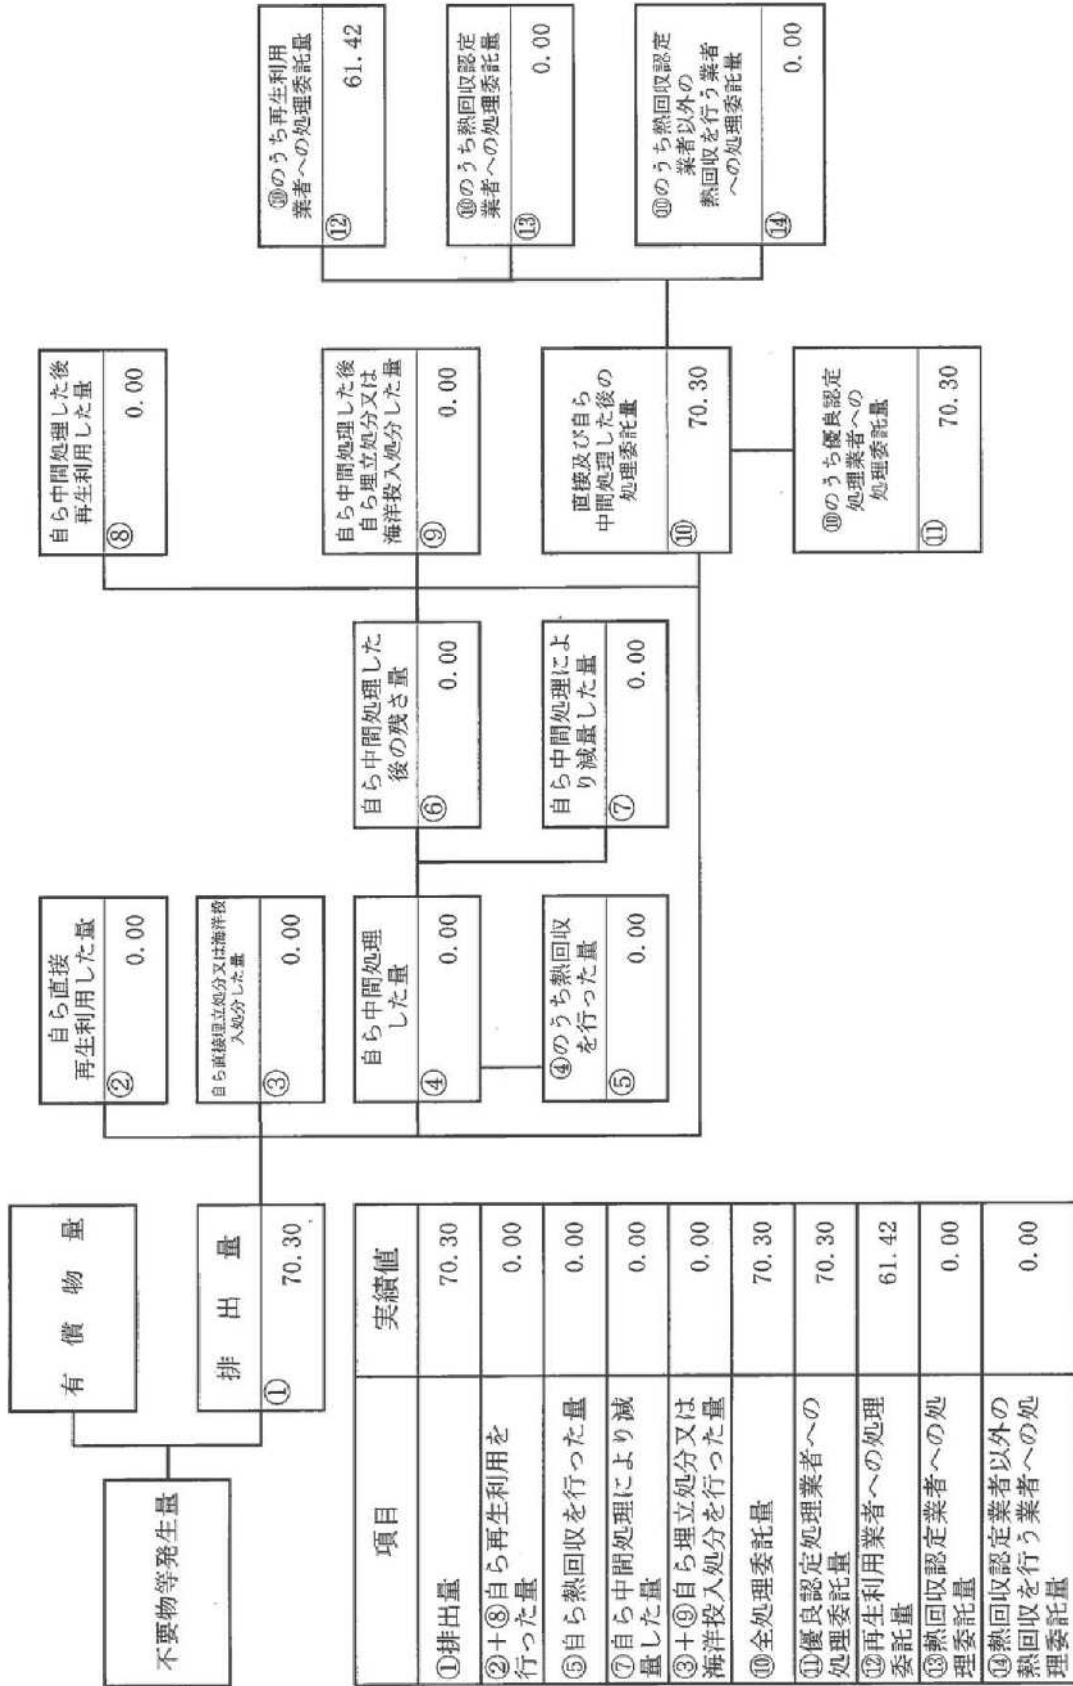 不要物等発生量
有償物量
排出量
① 70.30
自ら直接
再生利用した量
② 0.00
自ら直接埋立処分又は海洋投
入処分した量
③ 0.00
自ら中間処理
した量
④ 0.00
④のうち熱回収
を行った量
⑤ 0.00
自ら中間処理した
後の残さ量
⑥ 0.00
自ら中間処理によ
り減量した量
⑦ 0.00
自ら中間処理した後
再生利用した量
⑧ 0.00
自ら中間処理した後
自ら埋立処分又は
海洋投入処分した量
⑨ 0.00
直接及び自ら
中間処理した後の
処理委託量
⑩ 70.30
⑩のうち優良認定
処理業者への
処理委託量
⑪ 70.30
⑩のうち再生利用
業者への処理委託量
⑫ 61.42
⑩のうち熱回収認定
業者への処理委託量
⑬ 0.00
⑩のうち熱回収認定
業者以外の
熱回収を行う業者
への処理委託量
⑭ 0.00
項目 実績値
①排出量 70.30
②+⑧自ら再生利用を
行った量 0.00
⑤自ら熱回収を行った量 0.00
⑦自ら中間処理により減
量した量 0.00
③+⑨自ら埋立処分又は
海洋投入処分を行った量 0.00
⑩全処理委託量 70.30
⑪優良認定処理業者への
処理委託量 70.30
⑫再生利用業者への処理
委託量 61.42
⑬熱回収認定業者への処
理委託量 0.00
⑭熱回収認定業者以外の
熱回収を行う業者への処
理委託量 0.00